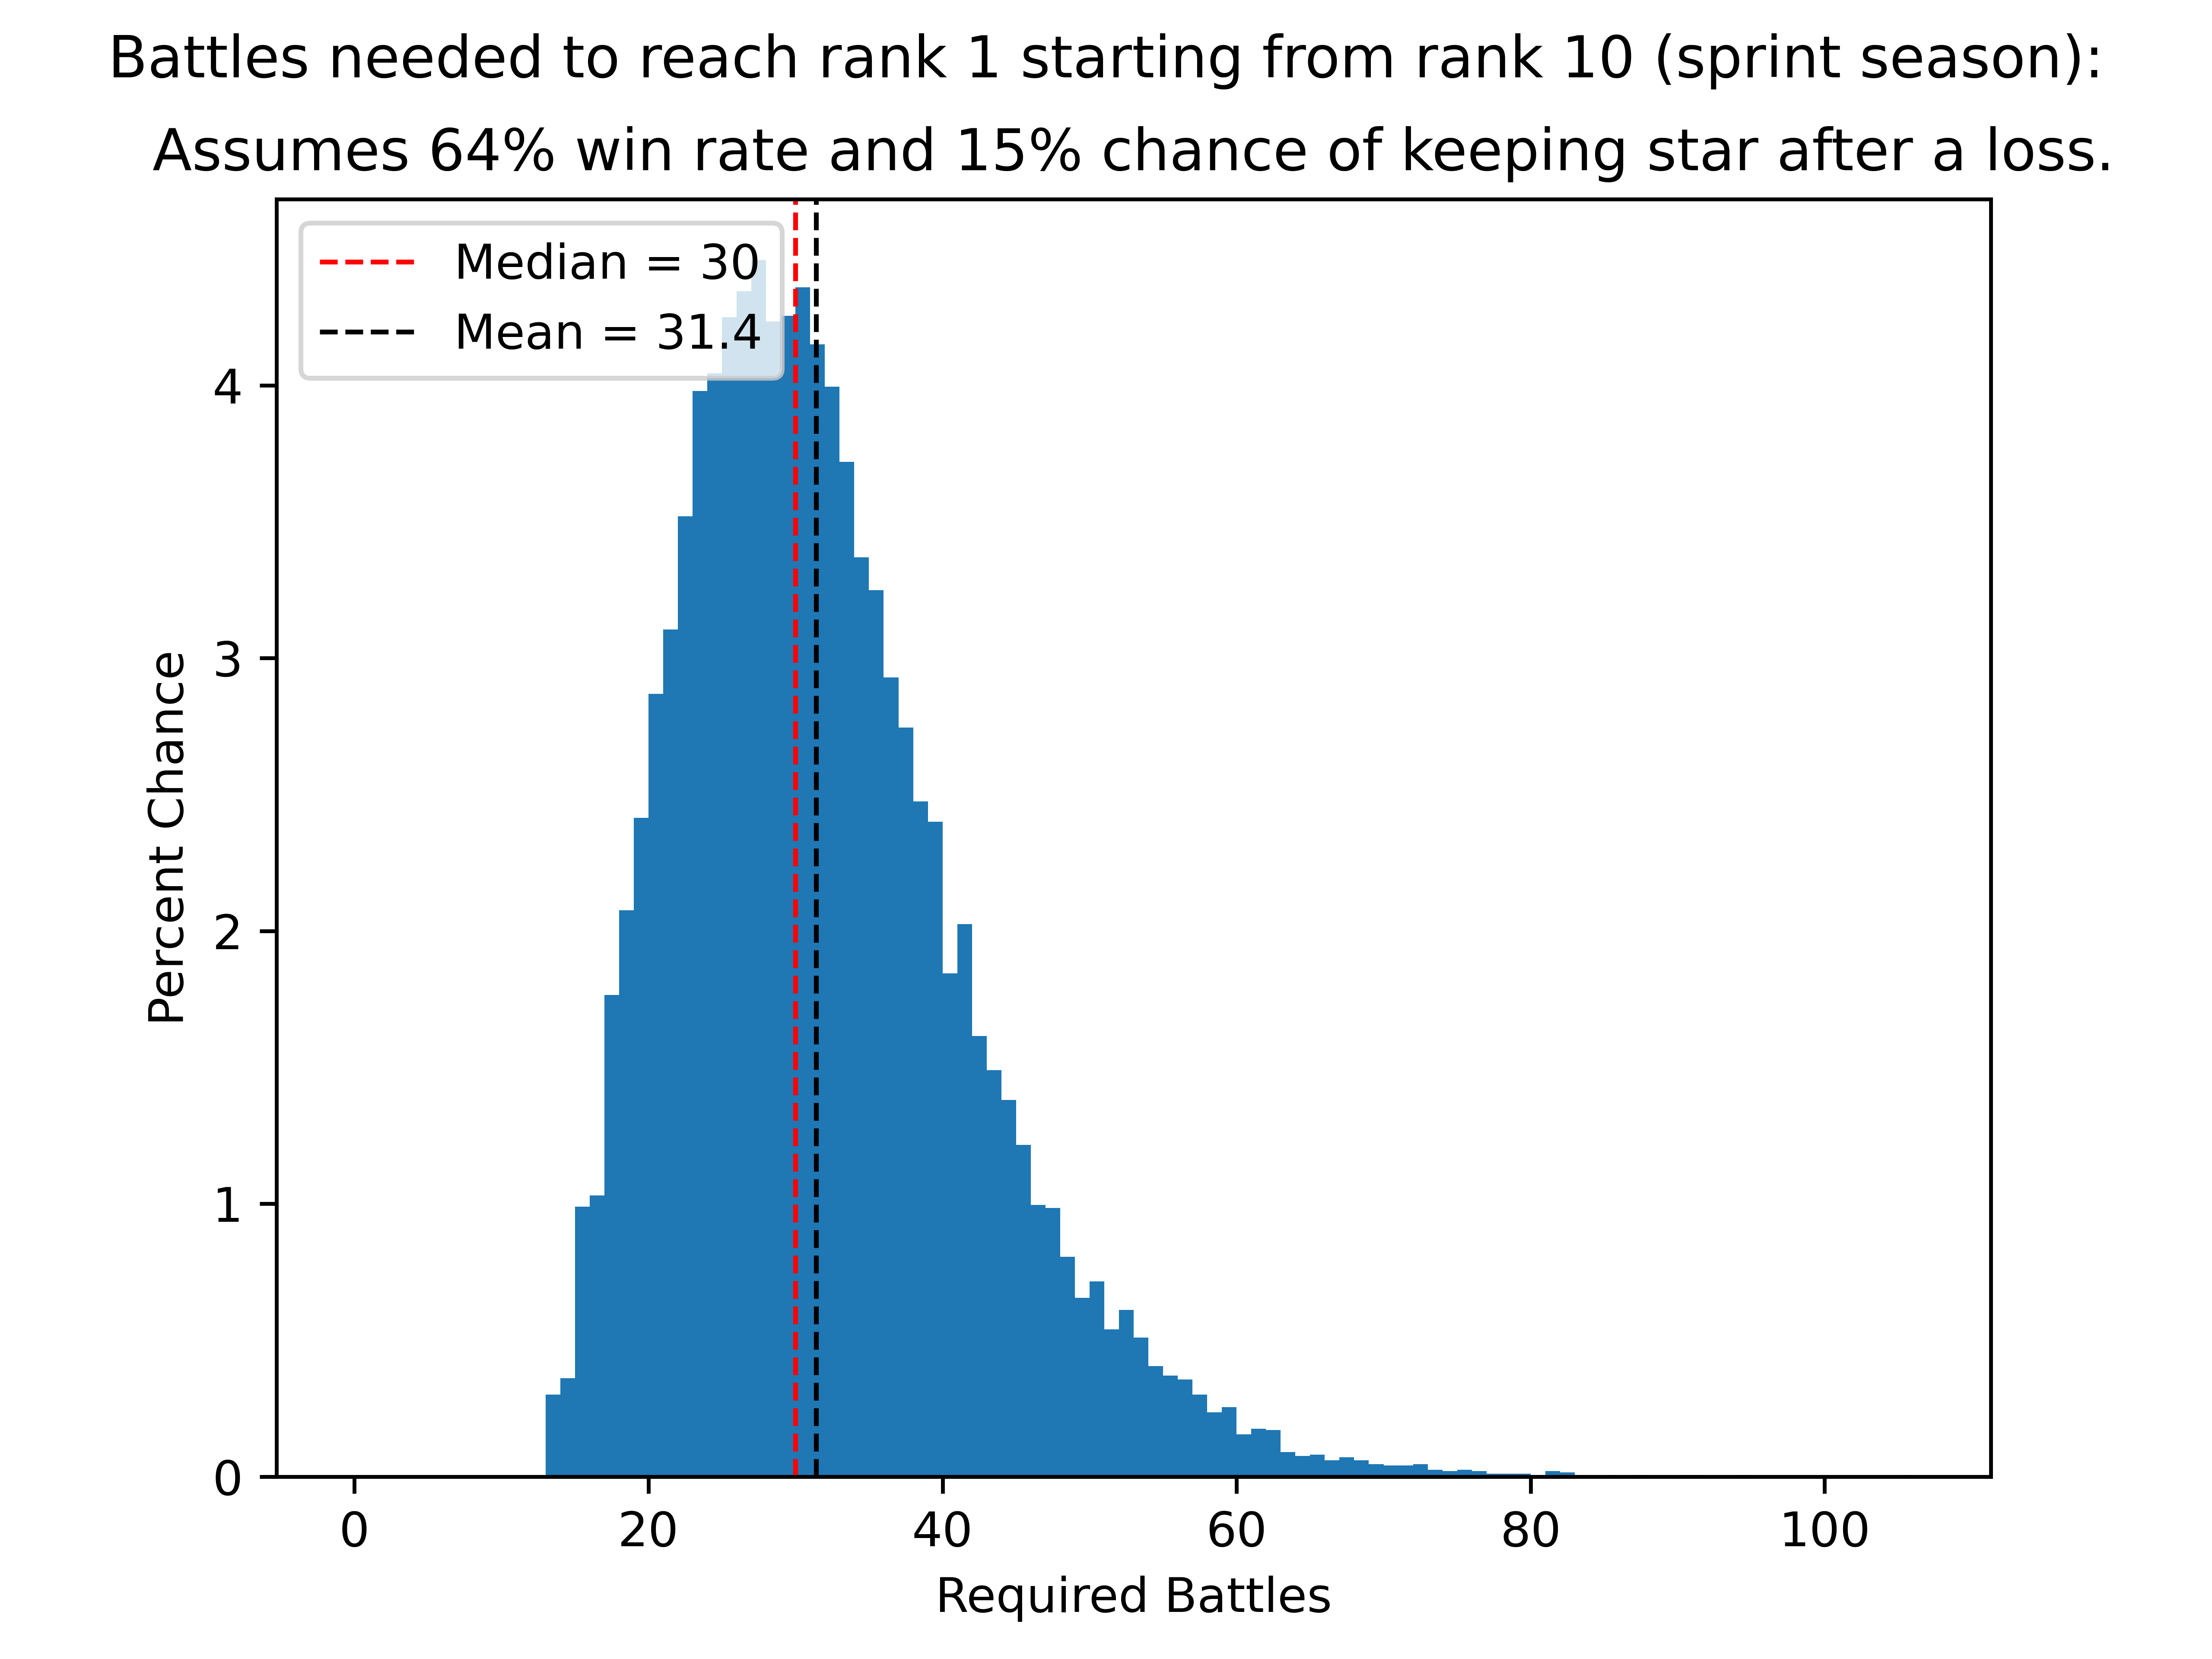 Battles needed to reach rank 1 starting from rank 10 (sprint season):
Assumes 64% win rate and 15% chance of keeping star after a loss.
Median = 30
Mean = 31.4
4
3
2
1
0
Percent Chance
0 20 40 60 80 100
Required Battles